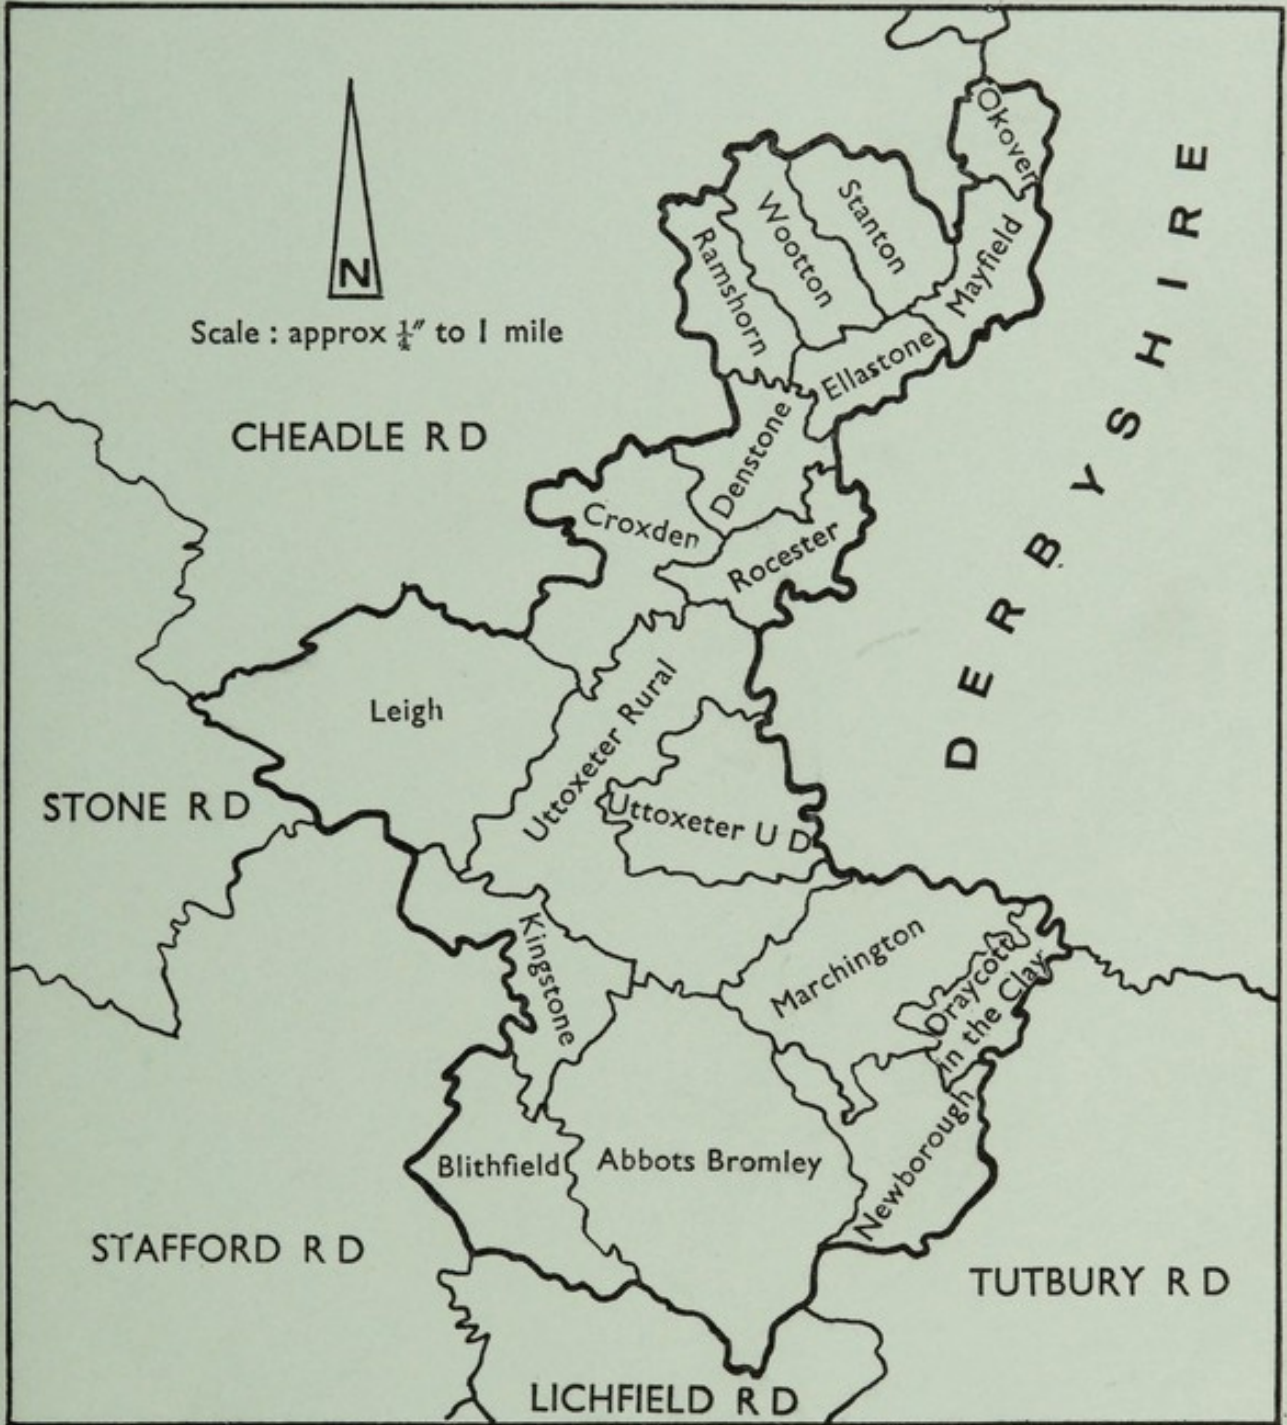 Okover
DERBYSHIRE
Stanton
Wootton
Ramshorn
Mayfield
N
Scale : approx ¼″ to 1 mile
Ellastone
CHEADLE R D
Denstone
Croxden
Rocester
Leigh
Uttoxeter Rural
STONE R D
Uttoxeter U D
Kingstone
Marchington
Draycott
in the Clay
Newborough
Blithfield
Abbots Bromley
STAFFORD R D
TUTBURY R D
LICHFIELD R D